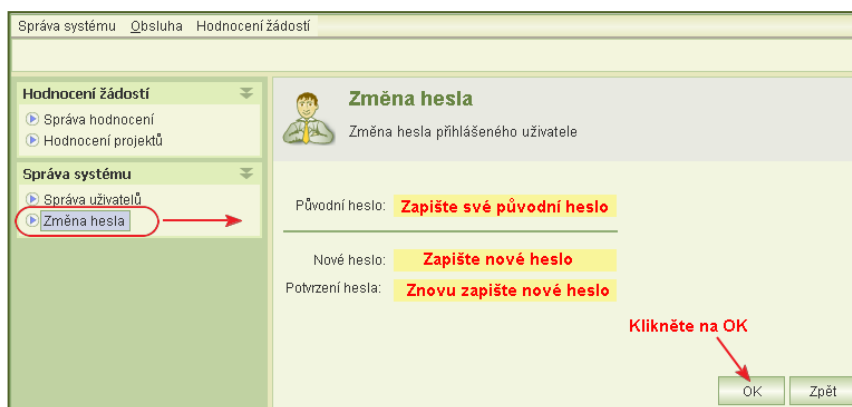 Správa systému Obsluha Hodnocení žádostí
Hodnocení žádostí
Správa hodnocení
Hodnocení projektů
Správa systému
Správa uživatelů
Změna hesla
Změna hesla
Změna hesla přihlášeného uživatele
Původní heslo: Zapište své původní heslo
Nové heslo: Zapište nové heslo
Potvrzení hesla: Znovu zapište nové heslo
Klikněte na OK
OK Zpět